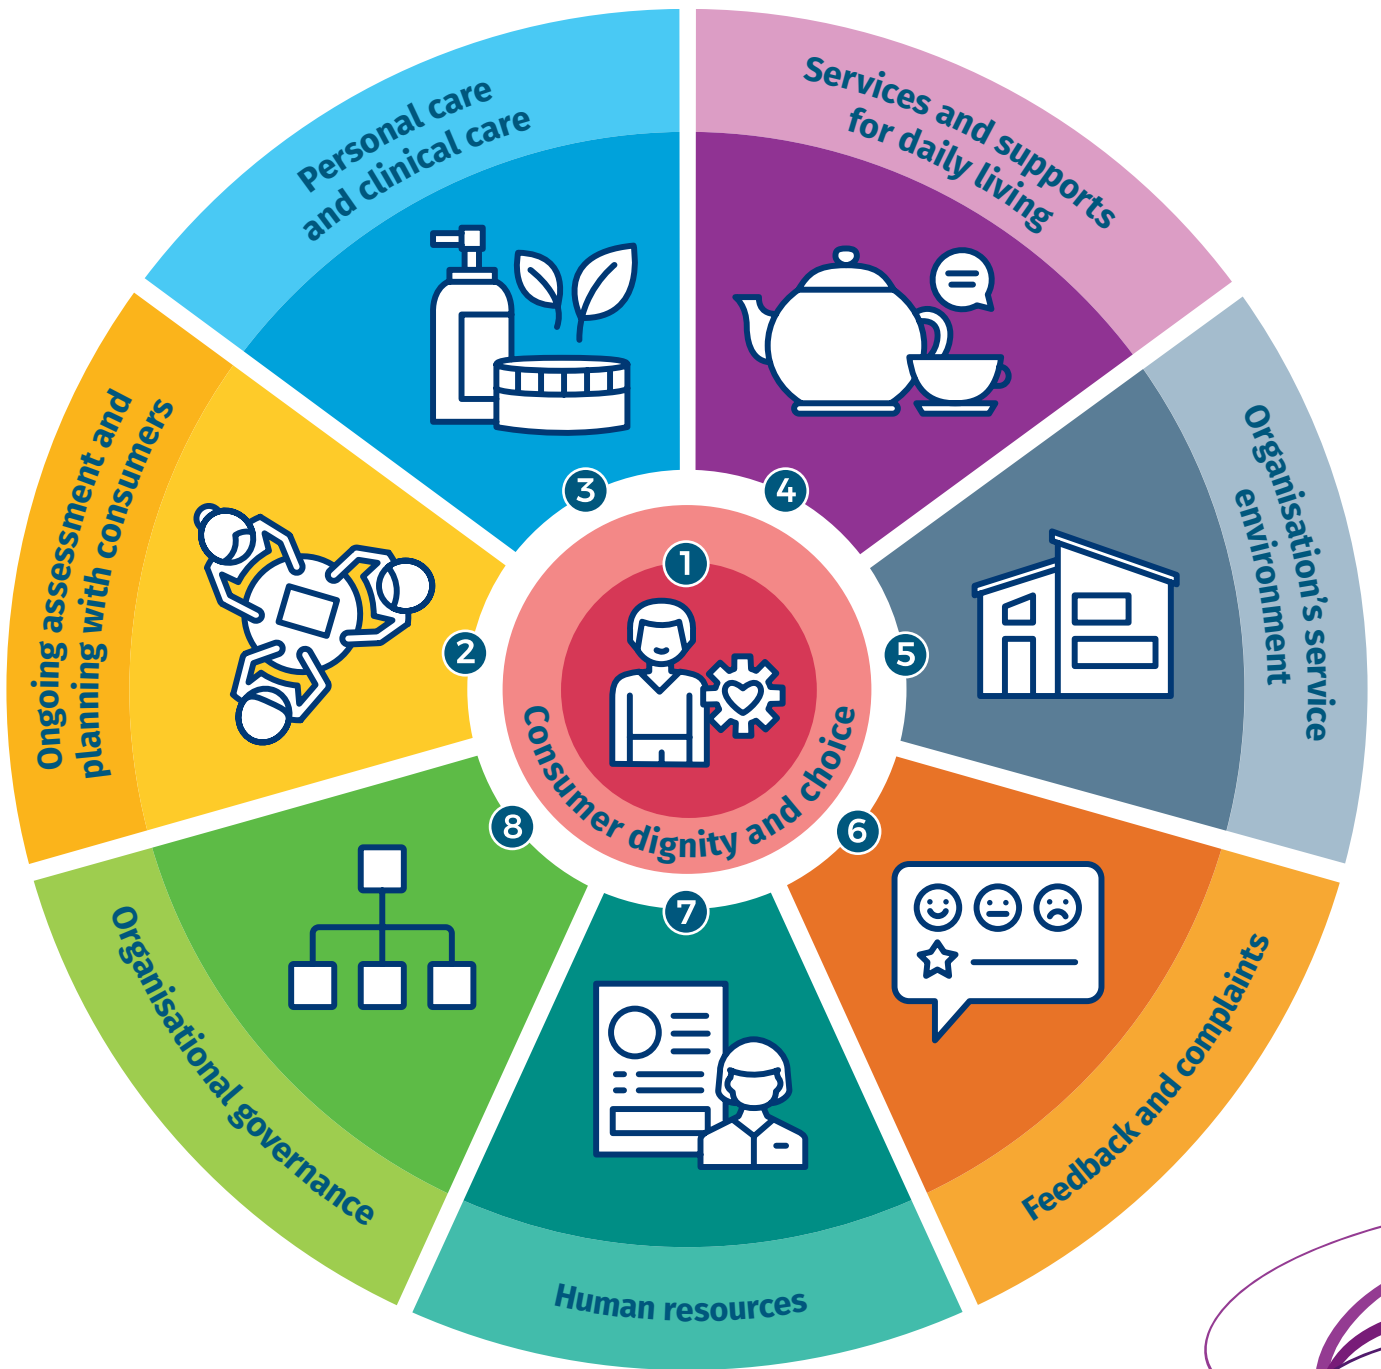 1
Consumer dignity and choice
2
Ongoing assessment and
planning with consumers
3
Personal care
and clinical care
4
Services and supports
for daily living
5
Organisation's service
environment
6
Feedback and complaints
7
Human resources
8
Organisational governance